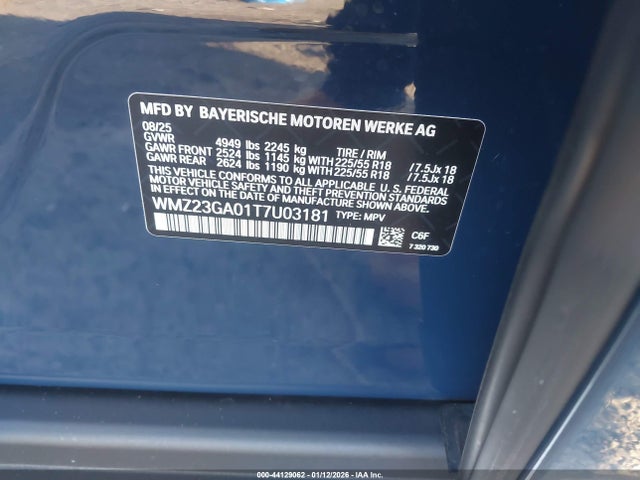 MFD BY BAYERISCHE MOTOREN WERKE AG
08/25
GVWR 4949 lbs 2245 kg TIRE / RIM
GAWR FRONT 2524 lbs 1145 kg WITH 225/55 R18 /7.5Jx18
GAWR REAR 2624 lbs 1190 kg WITH 225/55 R18 /7.5Jx18
THIS VEHICLE CONFORMS TO ALL APPLICABLE U.S. FEDERAL
MOTOR VEHICLE SAFETY STANDARDS IN EFFECT
ON THE DATE OF MANUFACTURE SHOWN ABOVE.
WMZ23GA01T7U03181 TYPE: MPV
C6F
7 320 730
000-44129062 - 01/12/2026 - IAA Inc.